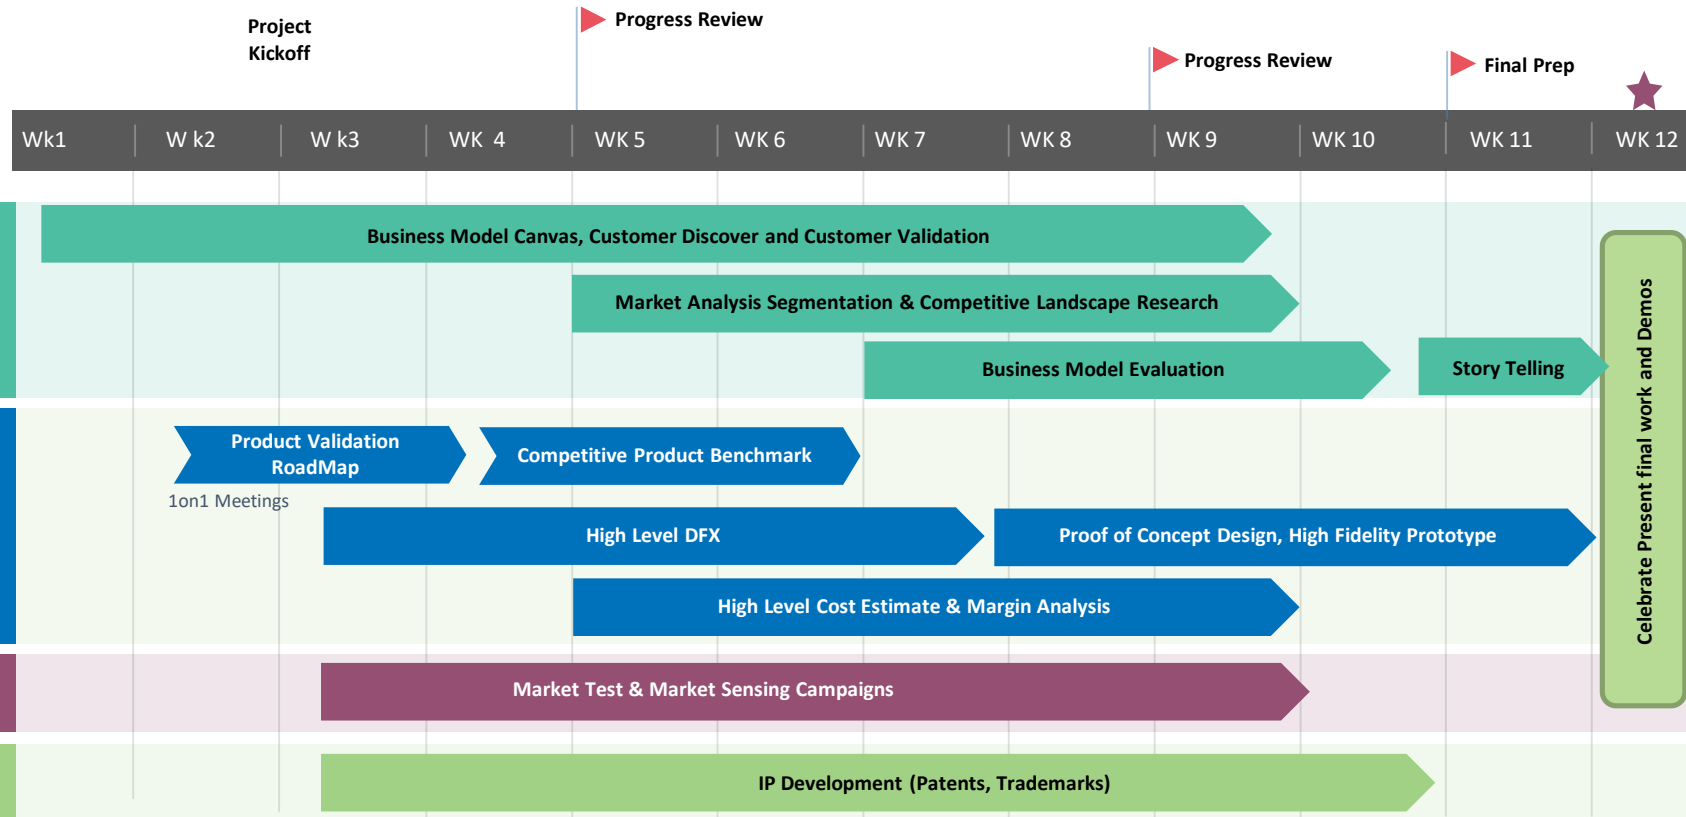 Project
Kickoff
Progress Review
Progress Review
Final Prep
Wk1
W k2
W k3
WK 4
WK 5
WK 6
WK 7
WK 8
WK 9
WK 10
WK 11
WK 12
Business Model Canvas, Customer Discover and Customer Validation
Market Analysis Segmentation & Competitive Landscape Research
Business Model Evaluation
Story Telling
Celebrate Present final work and Demos
Product Validation
RoadMap
Competitive Product Benchmark
1on1 Meetings
High Level DFX
Proof of Concept Design, High Fidelity Prototype
High Level Cost Estimate & Margin Analysis
Market Test & Market Sensing Campaigns
IP Development (Patents, Trademarks)